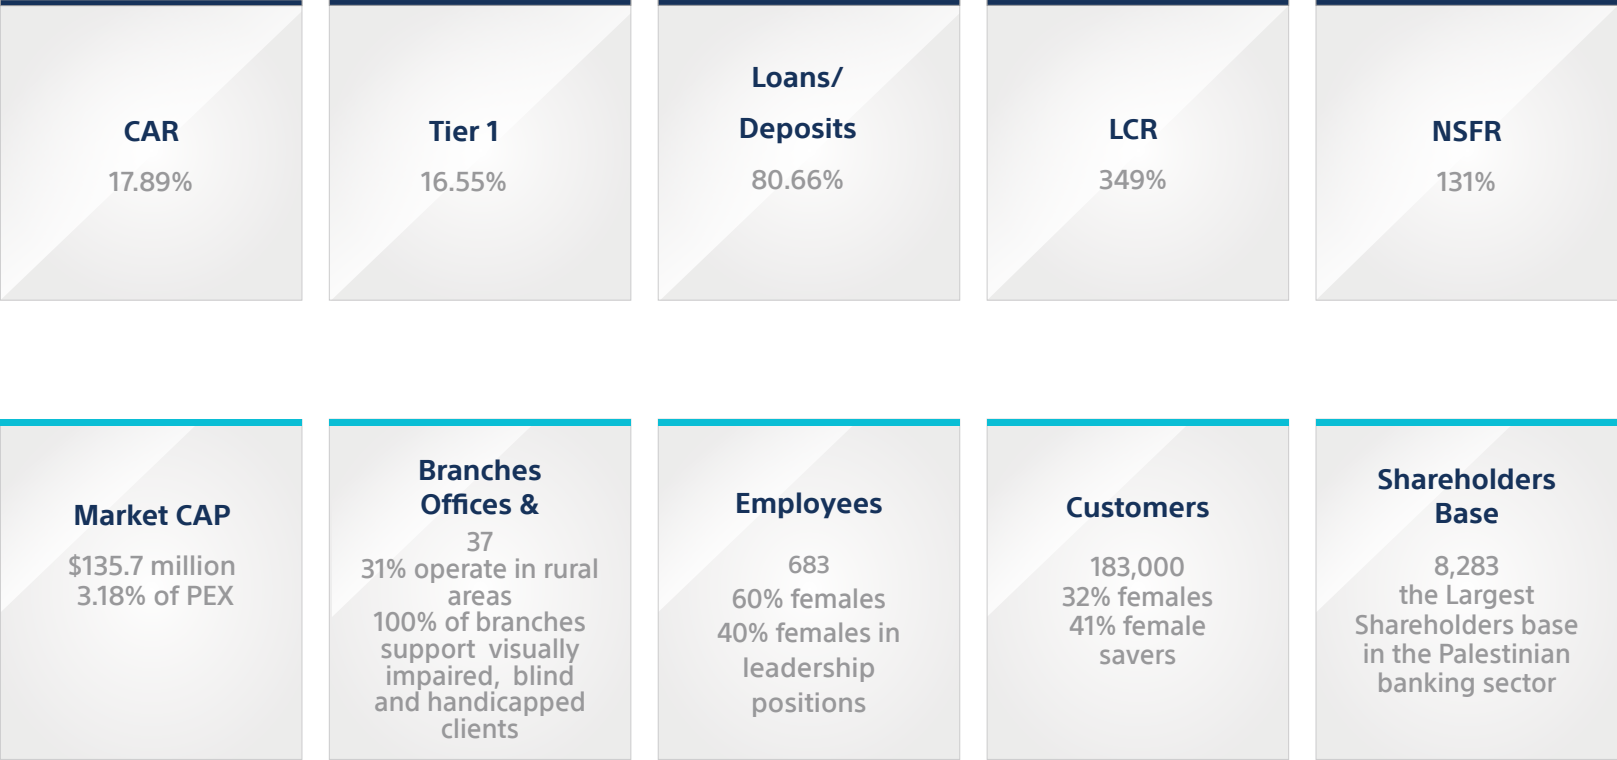 CAR
17.89%
Tier 1
16.55%
Loans/
Deposits
80.66%
LCR
349%
NSFR
131%
Market CAP
$135.7 million
3.18% of PEX
Branches
Offices &
37
31% operate in rural
areas
100% of branches
support visually
impaired, blind
and handicapped
clients
Employees
683
60% females
40% females in
leadership
positions
Customers
183,000
32% females
41% female
savers
Shareholders
Base
8,283
the Largest
Shareholders base
in the Palestinian
banking sector